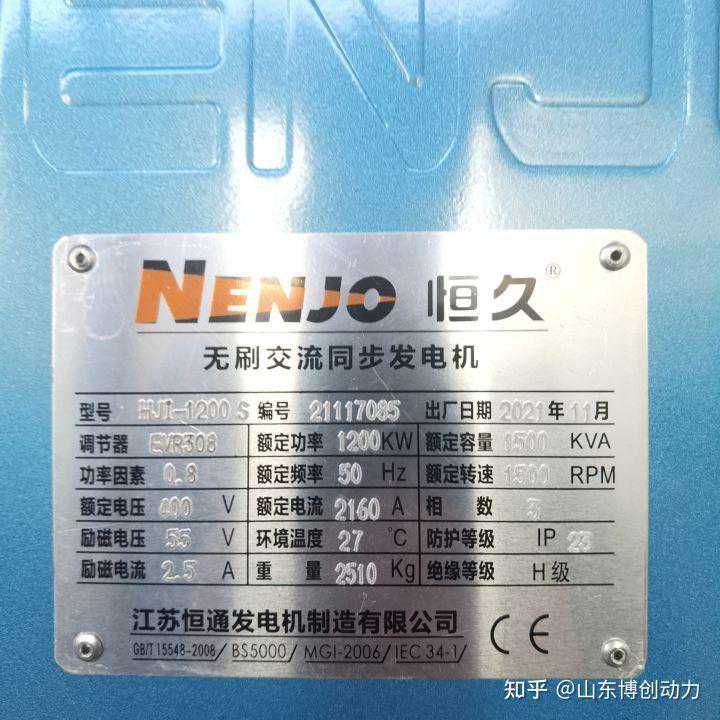 ENJ
NENJO 恒久®
无刷交流同步发电机
型号 HJI-1200 S 编号 21117085 出厂日期 2021年11月
调节器 EVR308 额定功率 1200KW 额定容量 1500 KVA
功率因素 0.8 额定频率 50 Hz 额定转速 1500 RPM
额定电压 400 V 额定电流 2160 A 相数 3
励磁电压 55 V 环境温度 27 ℃ 防护等级 IP 23
励磁电流 2.5 A 重量 2510 Kg 绝缘等级 H级
江苏恒通发电机制造有限公司 CE
GB/T15548-2008/BS5000/MGI-2006/IEC 34-1/
知乎 @山东博创动力